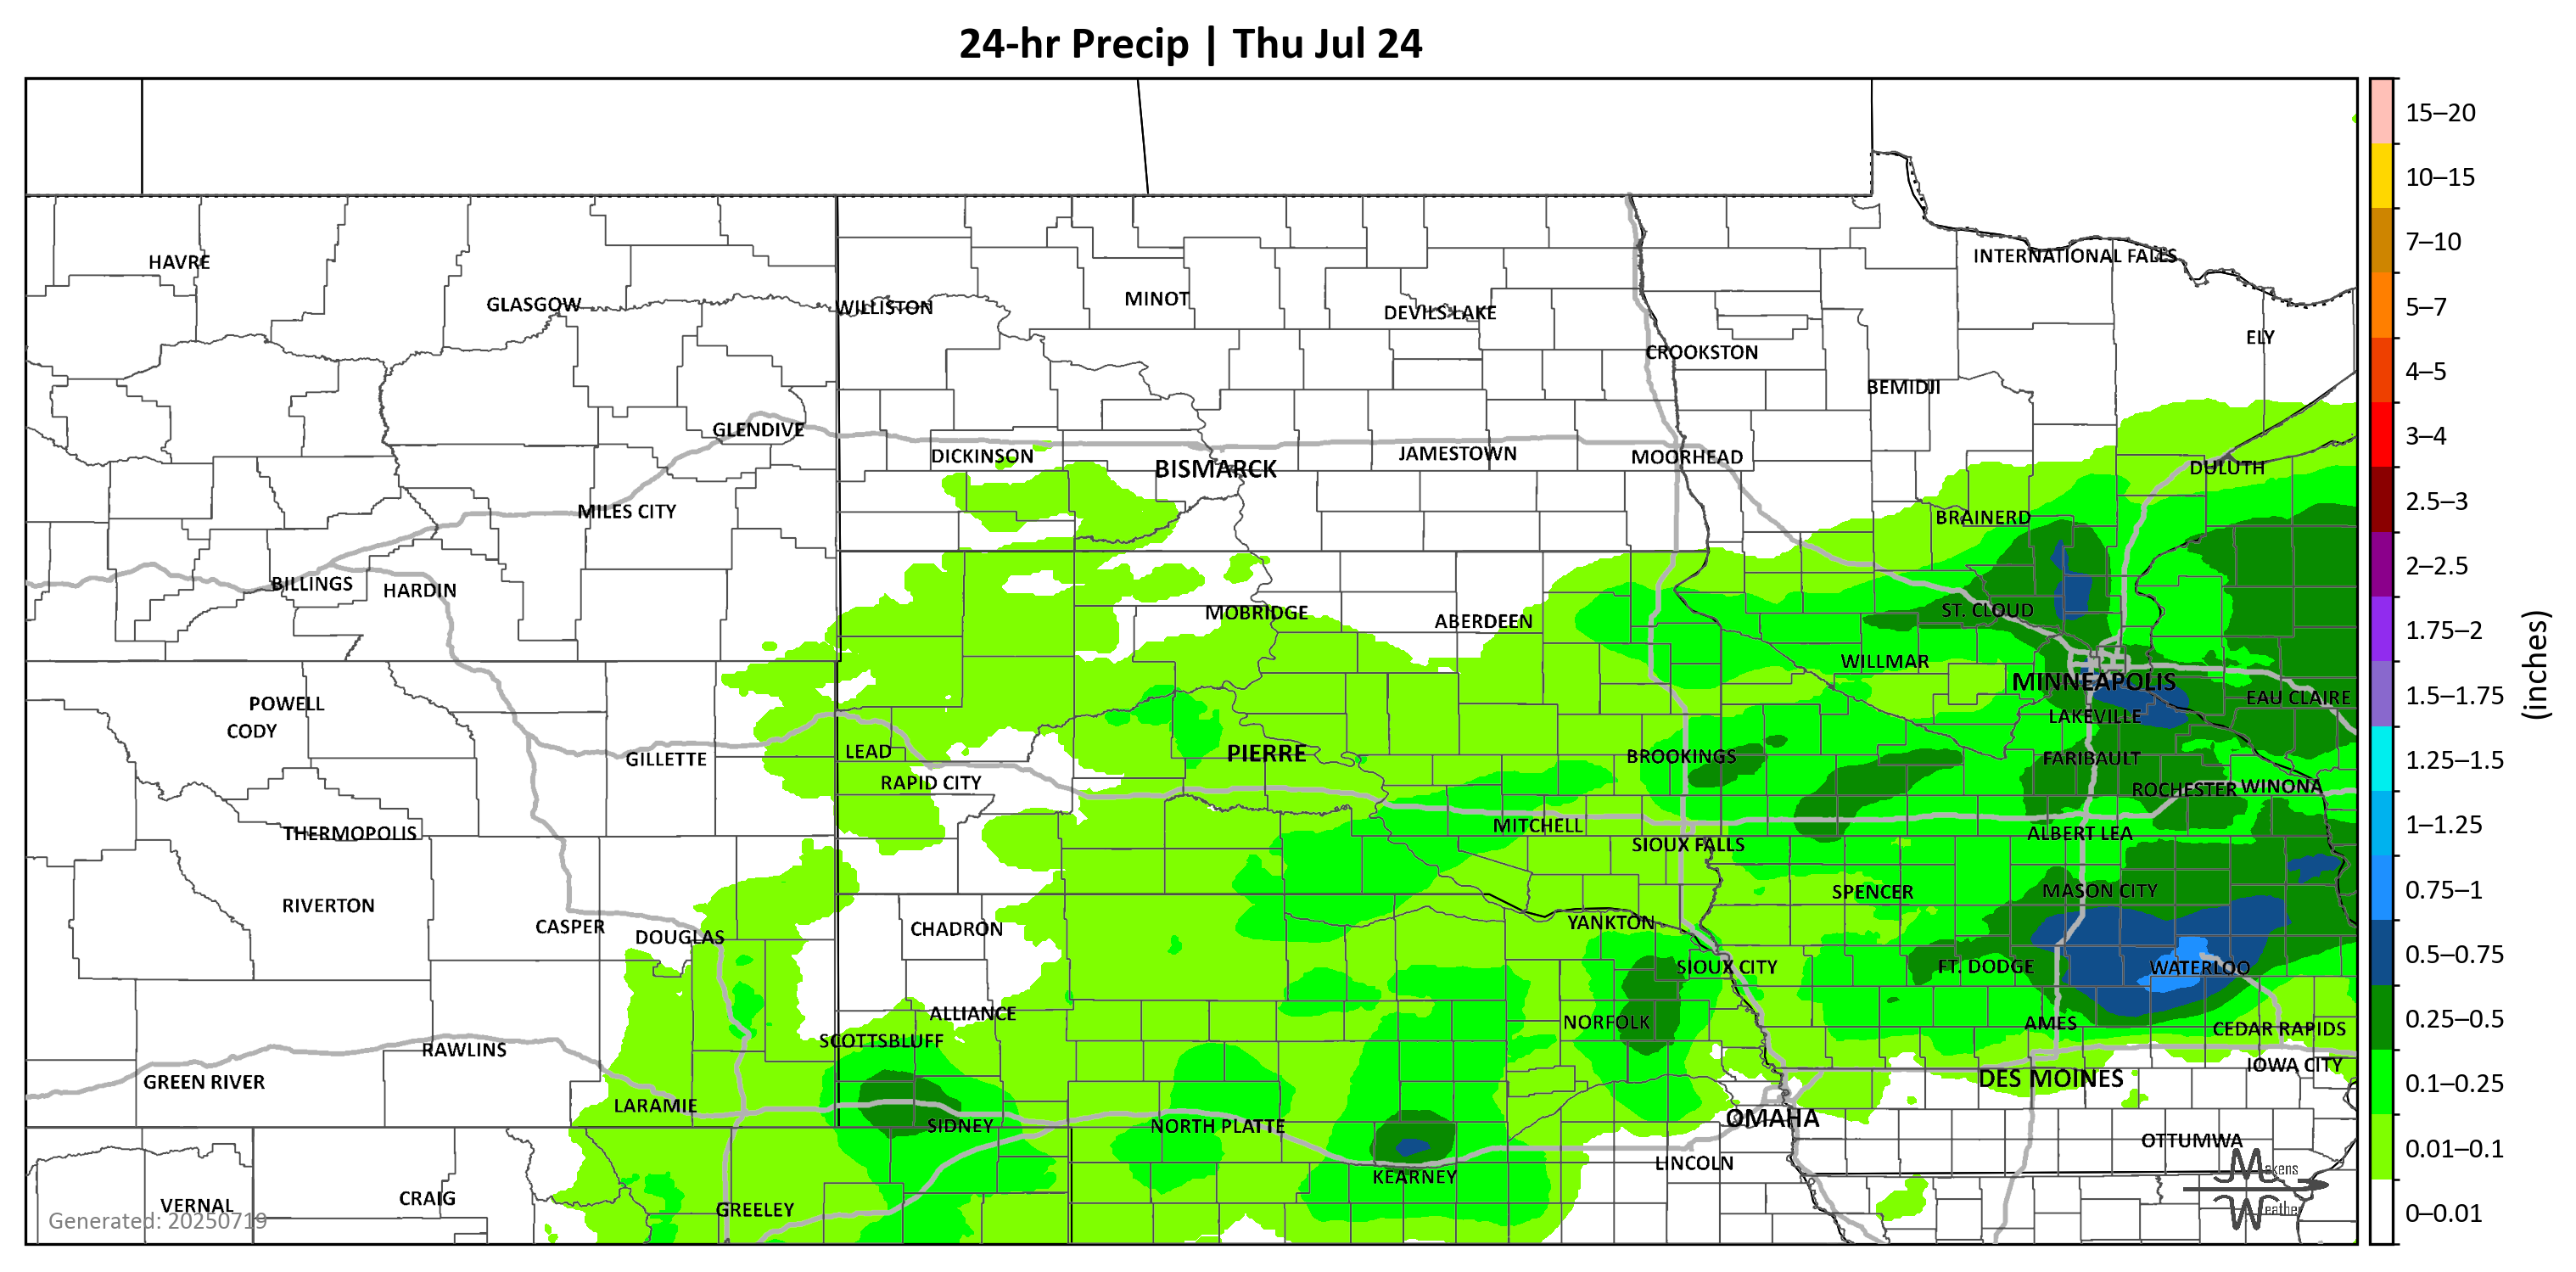 24-hr Precip | Thu Jul 24
15–20
10–15
HAVRE
INTERNATIONAL FALLS
7–10
GLASGOW
WILLISTON
MINOT
DEVILS LAKE
5–7
ELY
CROOKSTON
BEMIDJI
4–5
GLENDIVE
3–4
DICKINSON
BISMARCK
JAMESTOWN
MOORHEAD
DULUTH
2.5–3
MILES CITY
BRAINERD
2–2.5
BILLINGS
HARDIN
MOBRIDGE
ABERDEEN
ST. CLOUD
1.75–2
WILLMAR
(inches)
MINNEAPOLIS
EAU CLAIRE
1.5–1.75
POWELL
CODY
LAKEVILLE
GILLETTE
LEAD
PIERRE
BROOKINGS
FARIBAULT
1.25–1.5
RAPID CITY
ROCHESTER
WINONA
THERMOPOLIS
MITCHELL
ALBERT LEA
1–1.25
SIOUX FALLS
RIVERTON
SPENCER
MASON CITY
0.75–1
CASPER
DOUGLAS
CHADRON
YANKTON
SIOUX CITY
FT. DODGE
WATERLOO
0.5–0.75
ALLIANCE
NORFOLK
AMES
CEDAR RAPIDS
0.25–0.5
SCOTTSBLUFF
RAWLINS
IOWA CITY
GREEN RIVER
DES MOINES
0.1–0.25
LARAMIE
SIDNEY
NORTH PLATTE
OMAHA
OTTUMWA
0.01–0.1
LINCOLN
KEARNEY
Makens
Weather
VERNAL
CRAIG
GREELEY
0–0.01
Generated: 20250719